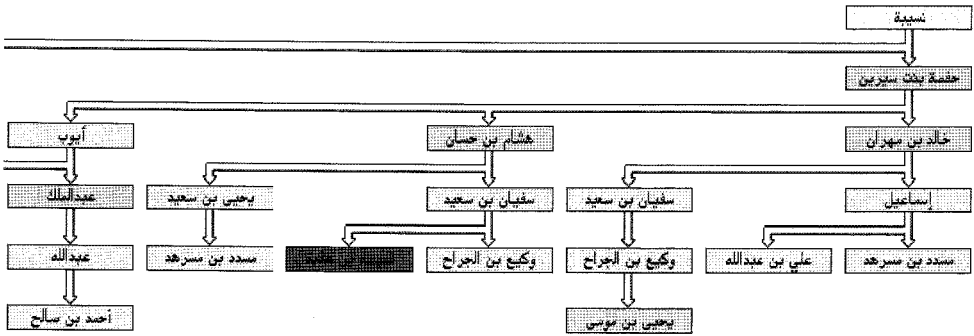 نسيبة
حفصة بنت سيرين
خالد بن مهران
هشام بن حسان
أيوب
إسماعيل
سفيان بن سعيد
سفيان بن سعيد
يحيى بن سعيد
عبدالملك
مسدد بن مسرهد
علي بن عبدالله
وكيع بن الجراح
وكيع بن الجراح
مسدد بن مسرهد
عبدالله
يحيى بن موسى
أحمد بن صالح